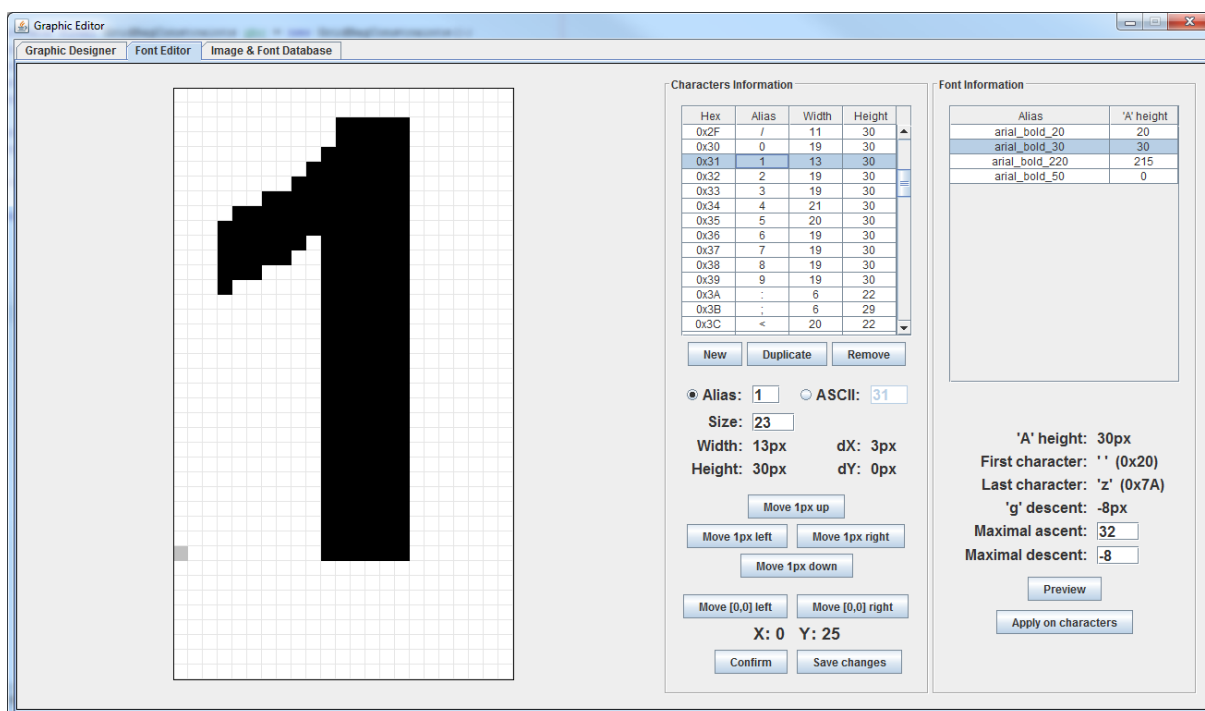 Graphic Editor
Graphic Designer Font Editor Image & Font Database
Characters Information
Hex Alias Width Height
0x2F / 11 30
0x30 0 19 30
0x31 1 13 30
0x32 2 19 30
0x33 3 19 30
0x34 4 21 30
0x35 5 20 30
0x36 6 19 30
0x37 7 19 30
0x38 8 19 30
0x39 9 19 30
0x3A : 6 22
0x3B ; 6 29
0x3C < 20 22
New Duplicate Remove
Alias: 1 ASCII: 31
Size: 23
Width: 13px dX: 3px
Height: 30px dY: 0px
Move 1px up
Move 1px left Move 1px right
Move 1px down
Move [0,0] left Move [0,0] right
X: 0 Y: 25
Confirm Save changes
Font Information
Alias 'A' height
arial_bold_20 20
arial_bold_30 30
arial_bold_220 215
arial_bold_50 0
'A' height: 30px
First character: ' ' (0x20)
Last character: 'z' (0x7A)
'g' descent: -8px
Maximal ascent: 32
Maximal descent: -8
Preview
Apply on characters
1